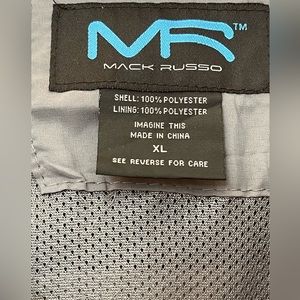 MR™
MACK RUSSO
SHELL: 100% POLYESTER
LINING: 100% POLYESTER
IMAGINE THIS
MADE IN CHINA
XL
SEE REVERSE FOR CARE